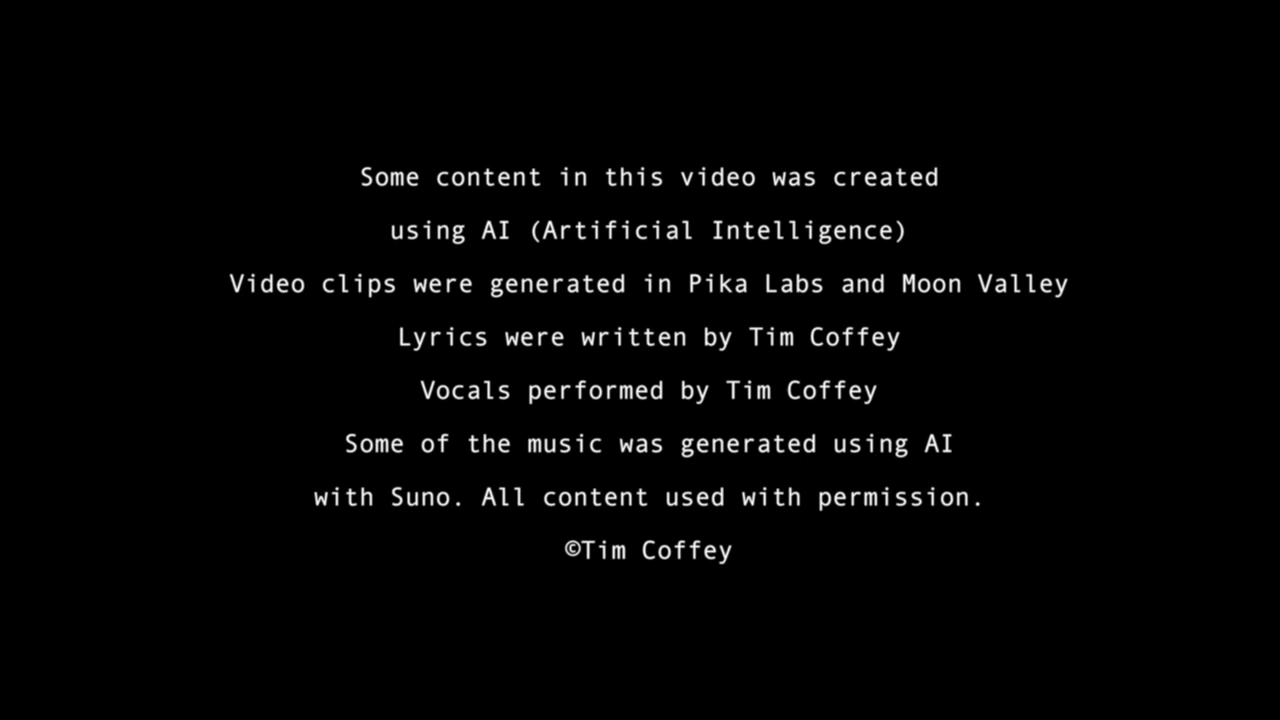 Some content in this video was created
using AI (Artificial Intelligence)
Video clips were generated in Pika Labs and Moon Valley
Lyrics were written by Tim Coffey
Vocals performed by Tim Coffey
Some of the music was generated using AI
with Suno. All content used with permission.
©Tim Coffey